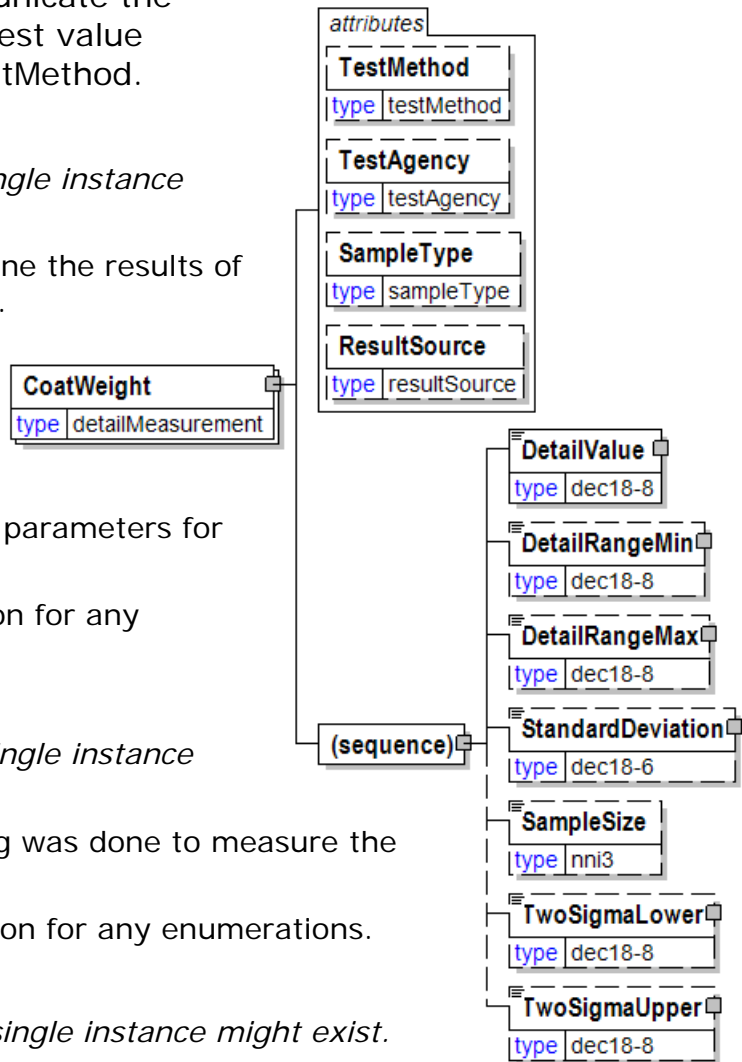 unicate the
est value
tMethod.
ngle instance
ne the results of
.
parameters for
on for any
ingle instance
g was done to measure the
on for any enumerations.
single instance might exist.
CoatWeight
type detailMeasurement
attributes
TestMethod
type testMethod
TestAgency
type testAgency
SampleType
type sampleType
ResultSource
type resultSource
(sequence)
DetailValue
type dec18-8
DetailRangeMin
type dec18-8
DetailRangeMax
type dec18-8
StandardDeviation
type dec18-6
SampleSize
type nni3
TwoSigmaLower
type dec18-8
TwoSigmaUpper
type dec18-8